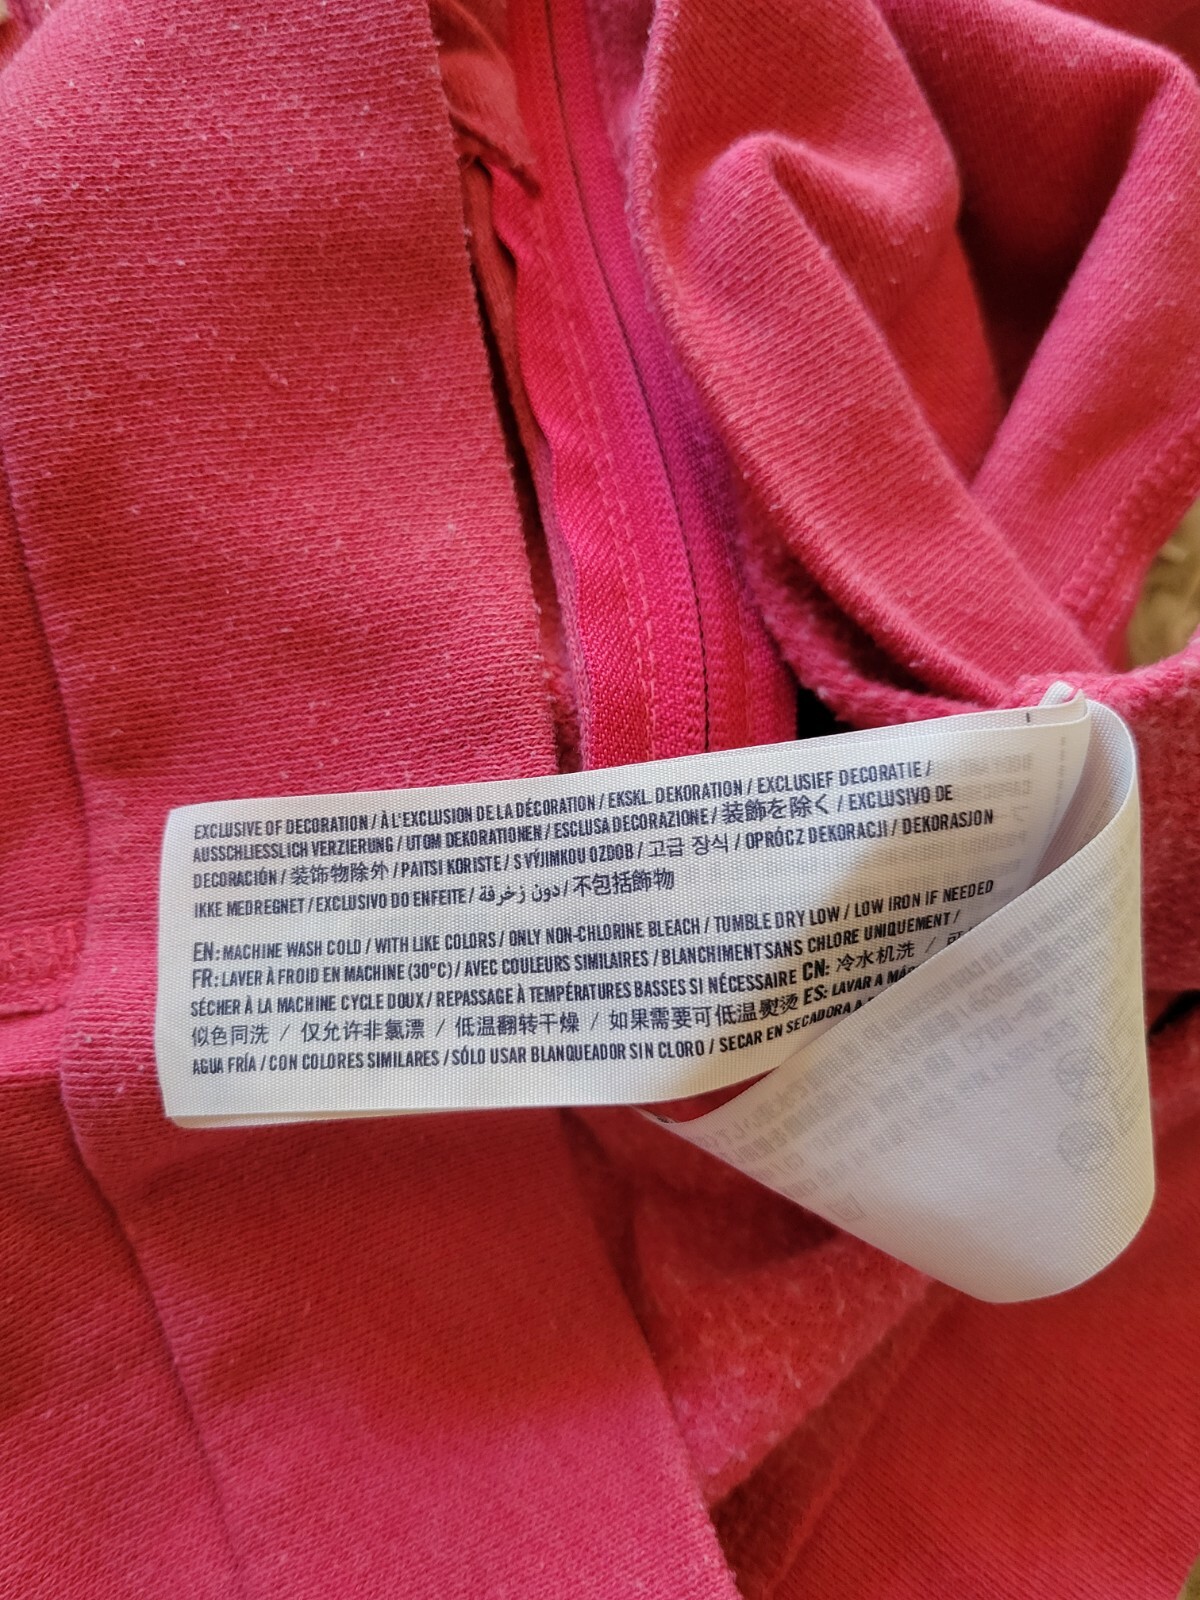 EXCLUSIVE OF DECORATION / À L'EXCLUSION DE LA DÉCORATION / EKSKL. DEKORATION / EXCLUSIEF DECORATIE /
AUSSCHLIESSLICH VERZIERUNG / UTOM DEKORATIONEN / ESCLUSA DECORAZIONE / 装飾を除く / EXCLUSIVO DE
DECORACIÓN / 装饰物除外 / PAITSI KORISTE / S VÝJIMKOU OZDOB / 고급 장식 / OPRÓCZ DEKORACJI / DEKORASJON
IKKE MEDREGNET / EXCLUSIVO DO ENFEITE / دون زخرفة / 不包括飾物
EN: MACHINE WASH COLD / WITH LIKE COLORS / ONLY NON-CHLORINE BLEACH / TUMBLE DRY LOW / LOW IRON IF NEEDED
FR: LAVER À FROID EN MACHINE (30°C) / AVEC COULEURS SIMILAIRES / BLANCHIMENT SANS CHLORE UNIQUEMENT /
SÉCHER À LA MACHINE CYCLE DOUX / REPASSAGE À TEMPÉRATURES BASSES SI NÉCESSAIRE CN: 冷水机洗 /
似色同洗 / 仅允许非氯漂 / 低温翻转干燥 / 如果需要可低温熨烫 ES: LAVAR A
AGUA FRÍA / CON COLORES SIMILARES / SÓLO USAR BLANQUEADOR SIN CLORO / SECAR EN SECADORA A